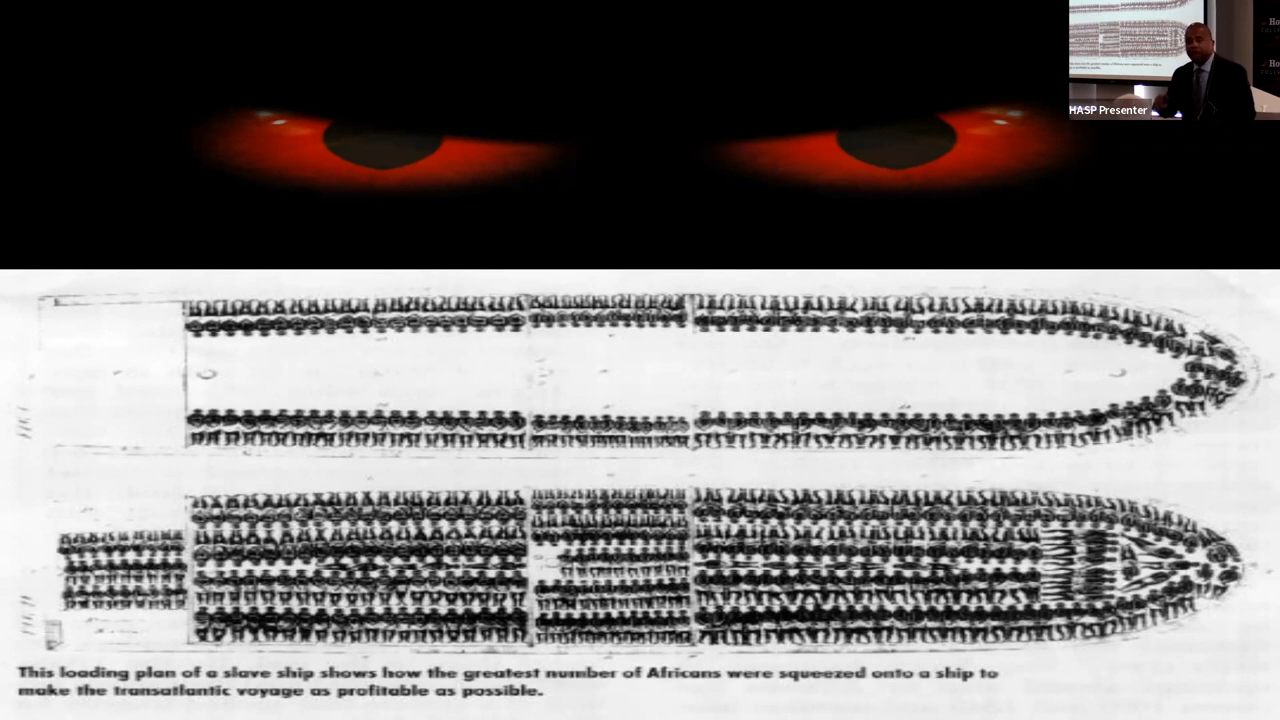 HASP Presenter
This loading plan of a slave ship shows how the greatest number of Africans were squeezed onto a ship to
make the transatlantic voyage as profitable as possible.